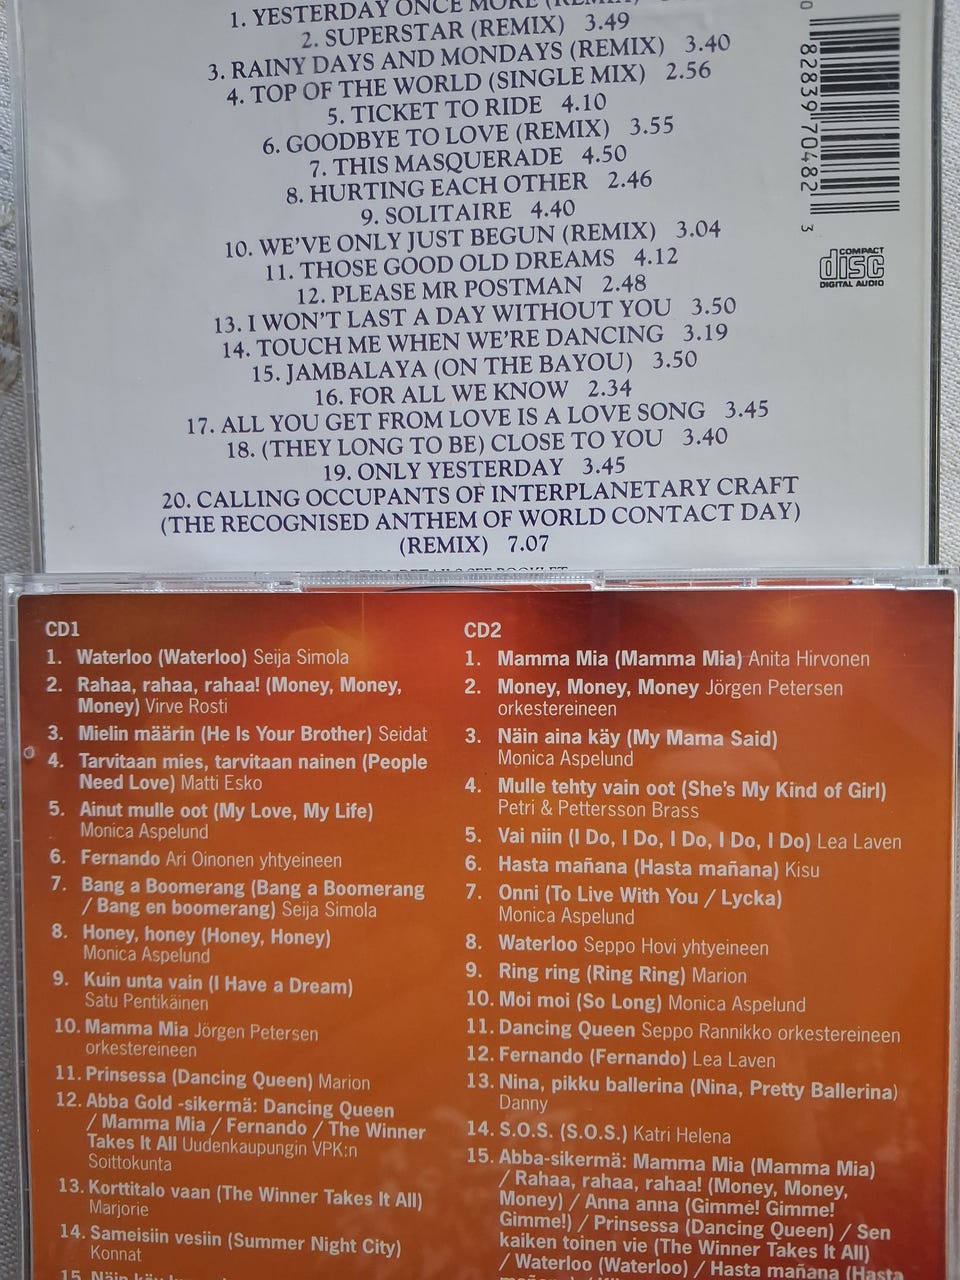 1. YESTERDAY ONCE MORE (REMIX)
2. SUPERSTAR (REMIX) 3.49
3. RAINY DAYS AND MONDAYS (REMIX) 3.40
4. TOP OF THE WORLD (SINGLE MIX) 2.56
5. TICKET TO RIDE 4.10
6. GOODBYE TO LOVE (REMIX) 3.55
7. THIS MASQUERADE 4.50
8. HURTING EACH OTHER 2.46
9. SOLITAIRE 4.40
10. WE'VE ONLY JUST BEGUN (REMIX) 3.04
11. THOSE GOOD OLD DREAMS 4.12
12. PLEASE MR POSTMAN 2.48
13. I WON'T LAST A DAY WITHOUT YOU 3.50
14. TOUCH ME WHEN WE'RE DANCING 3.19
15. JAMBALAYA (ON THE BAYOU) 3.50
16. FOR ALL WE KNOW 2.34
17. ALL YOU GET FROM LOVE IS A LOVE SONG 3.45
18. (THEY LONG TO BE) CLOSE TO YOU 3.40
19. ONLY YESTERDAY 3.45
20. CALLING OCCUPANTS OF INTERPLANETARY CRAFT
(THE RECOGNISED ANTHEM OF WORLD CONTACT DAY)
(REMIX) 7.07
0 82839 70482 3
COMPACT
disc
DIGITAL AUDIO
CD1
1. Waterloo (Waterloo) Seija Simola
2. Rahaa, rahaa, rahaa! (Money, Money,
Money) Virve Rosti
3. Mielin määrin (He Is Your Brother) Seidat
4. Tarvitaan mies, tarvitaan nainen (People
Need Love) Matti Esko
5. Ainut mulle oot (My Love, My Life)
Monica Aspelund
6. Fernando Ari Oinonen yhtyeineen
7. Bang a Boomerang (Bang a Boomerang
/ Bang en boomerang) Seija Simola
8. Honey, honey (Honey, Honey)
Monica Aspelund
9. Kuin unta vain (I Have a Dream)
Satu Pentikäinen
10. Mamma Mia Jörgen Petersen
orkestereineen
11. Prinsessa (Dancing Queen) Marion
12. Abba Gold -sikermä: Dancing Queen
/ Mamma Mia / Fernando / The Winner
Takes It All Uudenkaupungin VPK:n
Soittokunta
13. Korttitalo vaan (The Winner Takes It All)
Marjorie
14. Sameisiin vesiin (Summer Night City)
Konnat
15. Näin käy
CD2
1. Mamma Mia (Mamma Mia) Anita Hirvonen
2. Money, Money, Money Jörgen Petersen
orkestereineen
3. Näin aina käy (My Mama Said)
Monica Aspelund
4. Mulle tehty vain oot (She's My Kind of Girl)
Petri & Pettersson Brass
5. Vai niin (I Do, I Do, I Do, I Do, I Do) Lea Laven
6. Hasta mañana (Hasta mañana) Kisu
7. Onni (To Live With You / Lycka)
Monica Aspelund
8. Waterloo Seppo Hovi yhtyeineen
9. Ring ring (Ring Ring) Marion
10. Moi moi (So Long) Monica Aspelund
11. Dancing Queen Seppo Rannikko orkestereineen
12. Fernando (Fernando) Lea Laven
13. Nina, pikku ballerina (Nina, Pretty Ballerina)
Danny
14. S.O.S. (S.O.S.) Katri Helena
15. Abba-sikermä: Mamma Mia (Mamma Mia)
/ Rahaa, rahaa, rahaa! (Money, Money,
Money) / Anna anna (Gimme! Gimme!
Gimme!) / Prinsessa (Dancing Queen) / Sen
kaiken toinen vie (The Winner Takes It All)
/ Waterloo (Waterloo) / Hasta mañana (Hasta